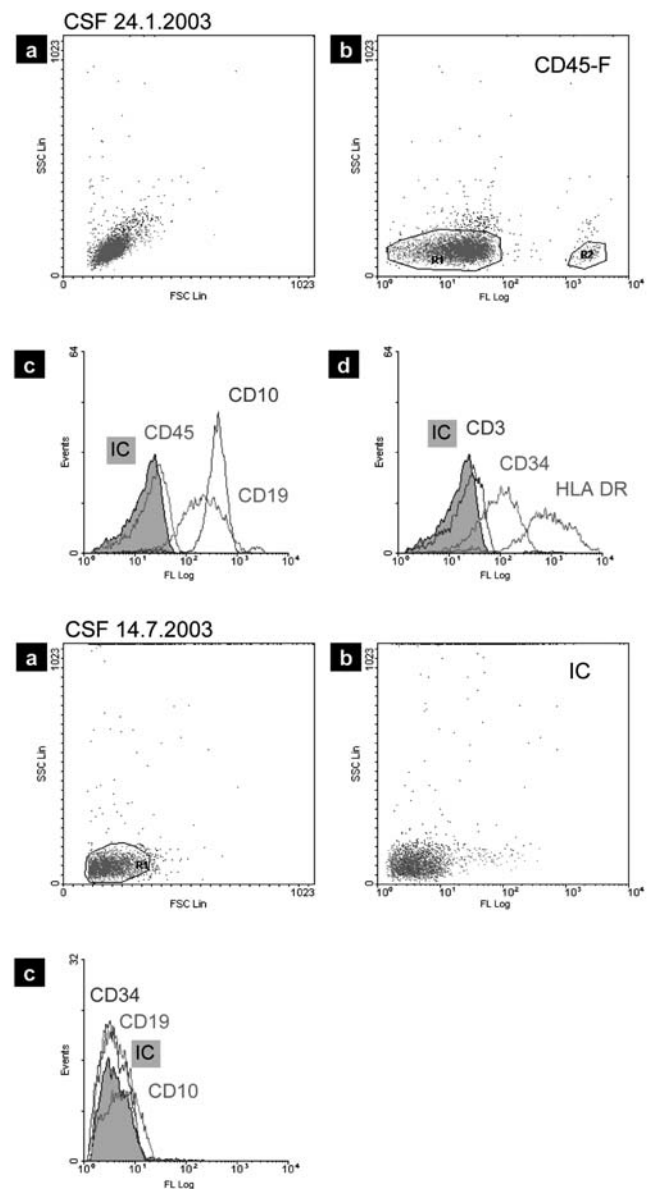 CSF 24.1.2003
a
1023
SSC Lin
0
0
FSC Lin
1023
b
CD45-F
1023
SSC Lin
0
R1
R2
10⁰ 10¹ 10² 10³ 10⁴
FL Log
c
64
Events
0
IC
CD45
CD10
CD19
10⁰ 10¹ 10² 10³ 10⁴
FL Log
d
64
Events
0
IC
CD3
CD34
HLA DR
10⁰ 10¹ 10² 10³ 10⁴
FL Log
CSF 14.7.2003
a
1023
SSC Lin
0
R1
0
FSC Lin
1023
b
IC
1023
SSC Lin
0
10⁰ 10¹ 10² 10³ 10⁴
FL Log
c
32
Events
0
CD34
CD19
IC
CD10
10⁰ 10¹ 10² 10³ 10⁴
FL Log